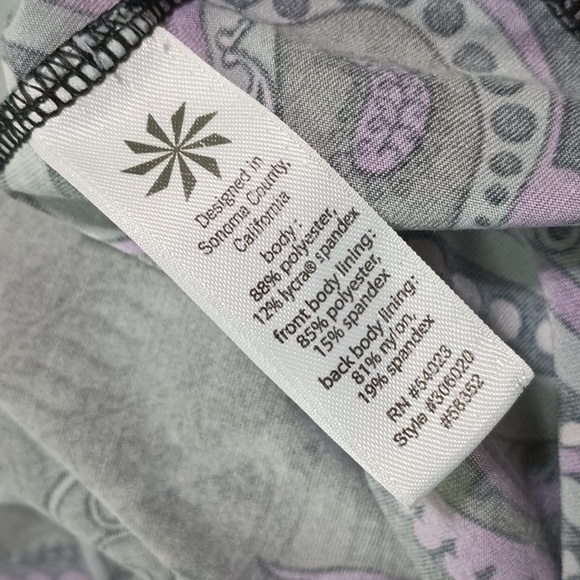 Designed in
Sonoma County,
California
body:
88% polyester,
12% lycra® spandex
front body lining:
85% polyester,
15% spandex
back body lining:
81% nylon,
19% spandex
RN #54023
Style #306020
#58352